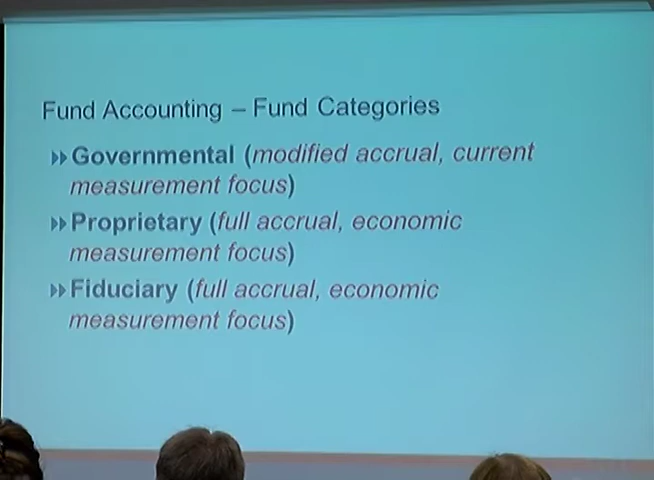 Fund Accounting – Fund Categories
Governmental (modified accrual, current
measurement focus)
Proprietary (full accrual, economic
measurement focus)
Fiduciary (full accrual, economic
measurement focus)